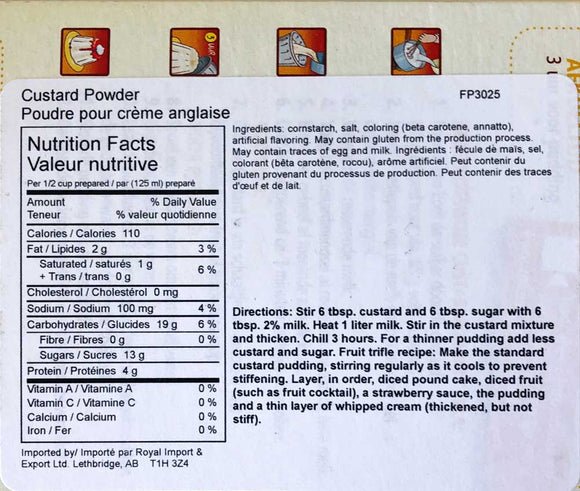 Custard Powder
Poudre pour crème anglaise
FP3025
Nutrition Facts
Valeur nutritive
Per 1/2 cup prepared / par (125 ml) preparé
Amount % Daily Value
Teneur % valeur quotidienne
Calories / Calories 110
Fat / Lipides 2 g 3 %
Saturated / saturés 1 g
+ Trans / trans 0 g
6 %
Cholesterol / Cholestérol 0 mg
Sodium / Sodium 100 mg 4 %
Carbohydrates / Glucides 19 g 6 %
Fibre / Fibres 0 g 0 %
Sugars / Sucres 13 g
Protein / Protéines 4 g
Vitamin A / Vitamine A 0 %
Vitamin C / Vitamine C 0 %
Calcium / Calcium 0 %
Iron / Fer 0 %
Imported by/ Importé par Royal Import &
Export Ltd. Lethbridge, AB T1H 3Z4
Ingredients: cornstarch, salt, coloring (beta carotene, annatto),
artificial flavoring. May contain gluten from the production process.
May contain traces of egg and milk. Ingrédients : fécule de maïs, sel,
colorant (bêta carotène, rocou), arôme artificiel. Peut contenir du
gluten provenant du processus de production. Peut contenir des traces
d'œuf et de lait.
Directions: Stir 6 tbsp. custard and 6 tbsp. sugar with 6
tbsp. 2% milk. Heat 1 liter milk. Stir in the custard mixture
and thicken. Chill 3 hours. For a thinner pudding add less
custard and sugar. Fruit trifle recipe: Make the standard
custard pudding, stirring regularly as it cools to prevent
stiffening. Layer, in order, diced pound cake, diced fruit
(such as fruit cocktail), a strawberry sauce, the pudding
and a thin layer of whipped cream (thickened, but not
stiff).